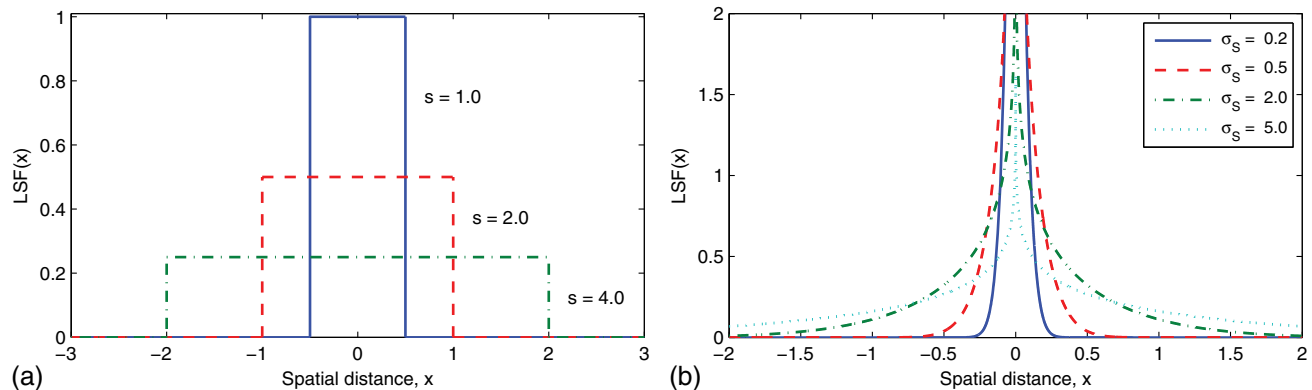 1
0.8
0.6
0.4
0.2
0
LSF(x)
s = 1.0
s = 2.0
s = 4.0
−3
−2
−1
0
1
2
3
Spatial distance, x
(a)
2
1.5
1
0.5
0
LSF(x)
σS = 0.2
σS = 0.5
σS = 2.0
σS = 5.0
−2
−1.5
−1
−0.5
0
0.5
1
1.5
2
Spatial distance, x
(b)